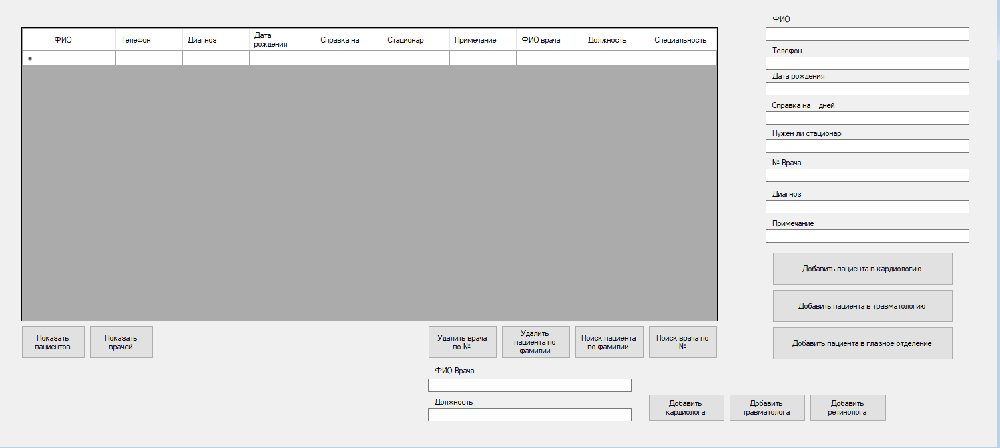 ФИО
Телефон
Диагноз
Дата
рождения
Справка на
Стационар
Примечание
ФИО врача
Должность
Специальность
*
ФИО
Телефон
Дата рождения
Справка на _ дней
Нужен ли стационар
№ Врача
Диагноз
Примечание
Добавить пациента в кардиологию
Добавить пациента в травматологию
Добавить пациента в глазное отделение
Показать
пациентов
Показать
врачей
Удалить врача
по №
Удалить
пациента по
фамилии
Поиск пациента
по фамилии
Поиск врача по
№
ФИО Врача
Должность
Добавить
кардиолога
Добавить
травматолога
Добавить
ретинолога